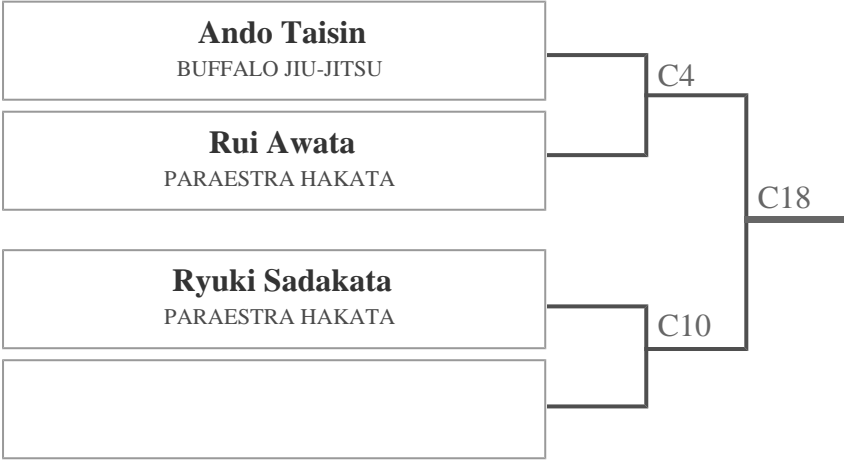 Ando Taisin
BUFFALO JIU-JITSU
C4
Rui Awata
PARAESTRA HAKATA
C18
Ryuki Sadakata
PARAESTRA HAKATA
C10